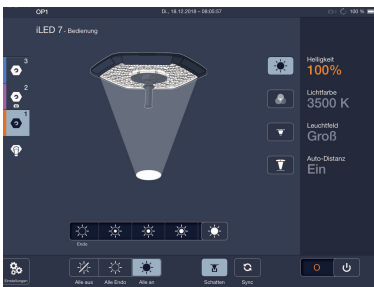 OP1
Di., 18.12.2018 – 08:05:57
100 %
iLED 7 - Bedienung
3
2
1
Helligkeit
100%
Lichtfarbe
3500 K
Leuchtfeld
Groß
Auto-Distanz
Ein
Endo
Einstellungen
Alle aus
Alle Endo
Alle an
Schatten
Sync
O